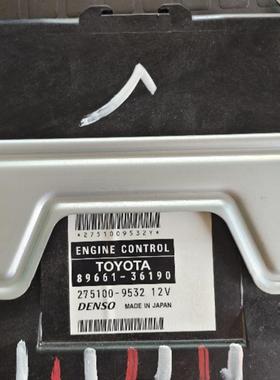 *2751009532Y*
ENGINE CONTROL
TOYOTA
89661-36190
275100-9532 12V
DENSO MADE IN JAPAN